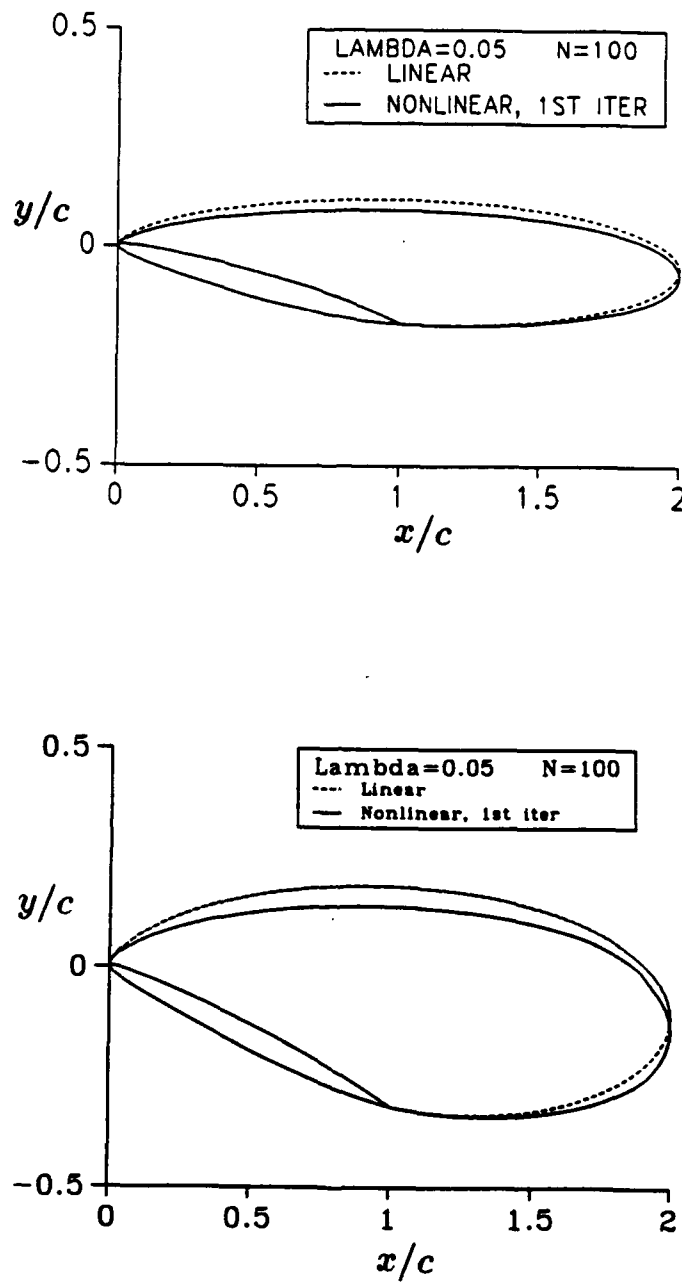 0.5
LAMBDA=0.05 N=100
LINEAR
NONLINEAR, 1ST ITER
y/c
0
-0.5
0 0.5 1 1.5 2
x/c
0.5
Lambda=0.05 N=100
Linear
Nonlinear, 1st iter
y/c
0
-0.5
0 0.5 1 1.5 2
x/c